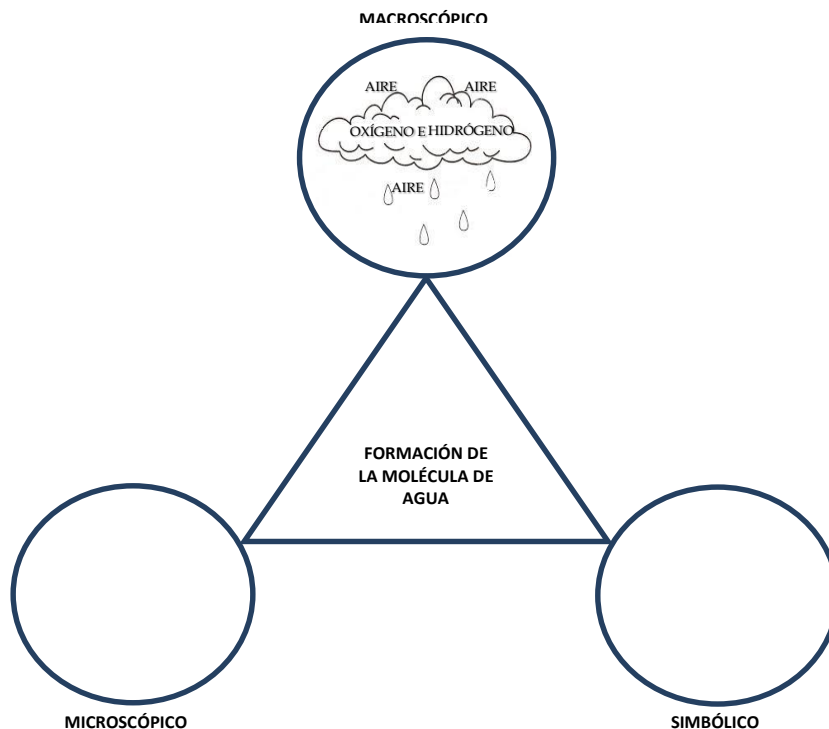 MACROSCÓPICO
AIRE AIRE
OXÍGENO E HIDRÓGENO
AIRE
FORMACIÓN DE
LA MOLÉCULA DE
AGUA
MICROSCÓPICO
SIMBÓLICO